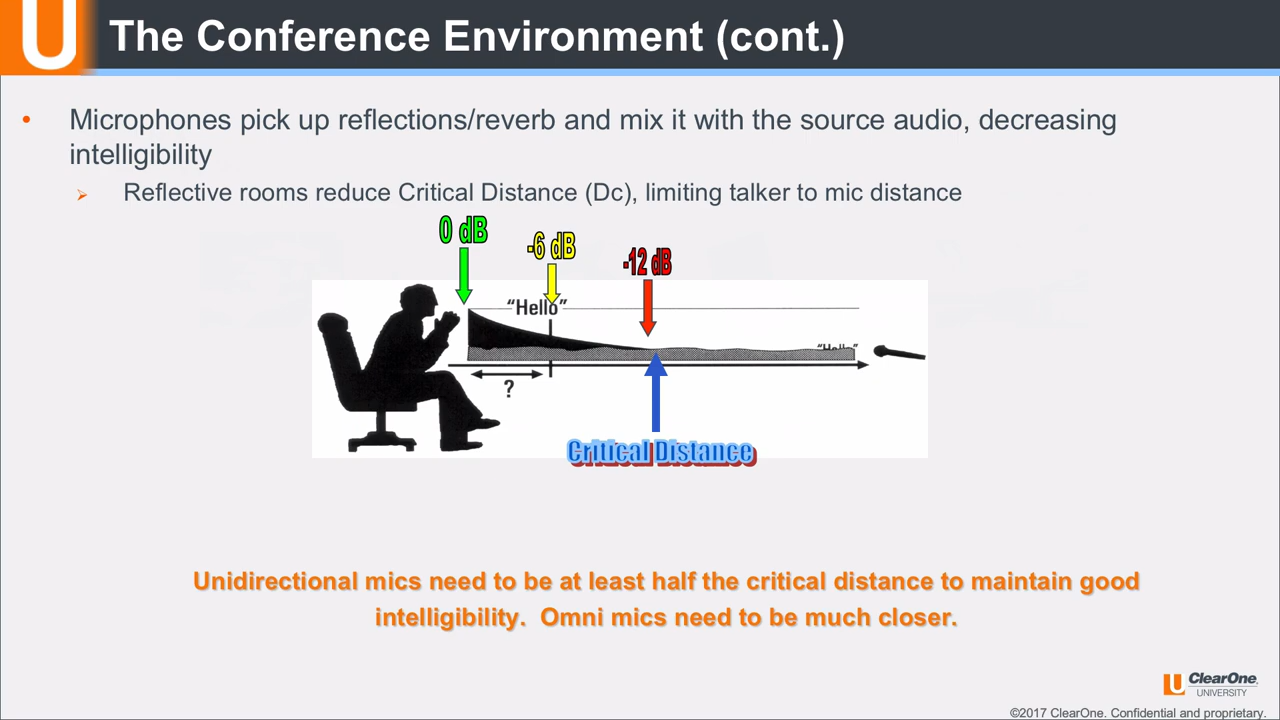 U
The Conference Environment (cont.)
• Microphones pick up reflections/reverb and mix it with the source audio, decreasing
intelligibility
Reflective rooms reduce Critical Distance (Dc), limiting talker to mic distance
0 dB
-6 dB
-12 dB
“Hello”
“Hello”
?
Critical Distance
Unidirectional mics need to be at least half the critical distance to maintain good
intelligibility. Omni mics need to be much closer.
U ClearOne.
UNIVERSITY
©2017 ClearOne. Confidential and proprietary.